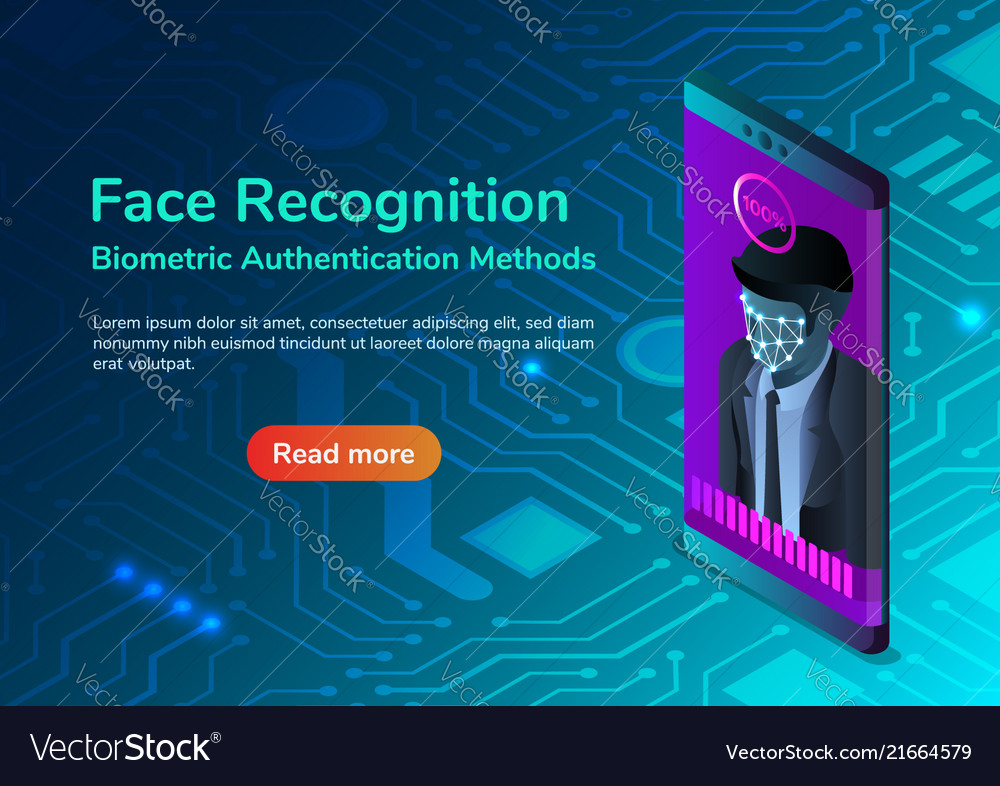 Face Recognition
100%
Biometric Authentication Methods
Lorem ipsum dolor sit amet, consectetuer adipiscing elit, sed diam
nonummy nibh euismod tincidunt ut laoreet dolore magna aliquam
erat volutpat.
Read more
VectorStock®
VectorStock.com/21664579